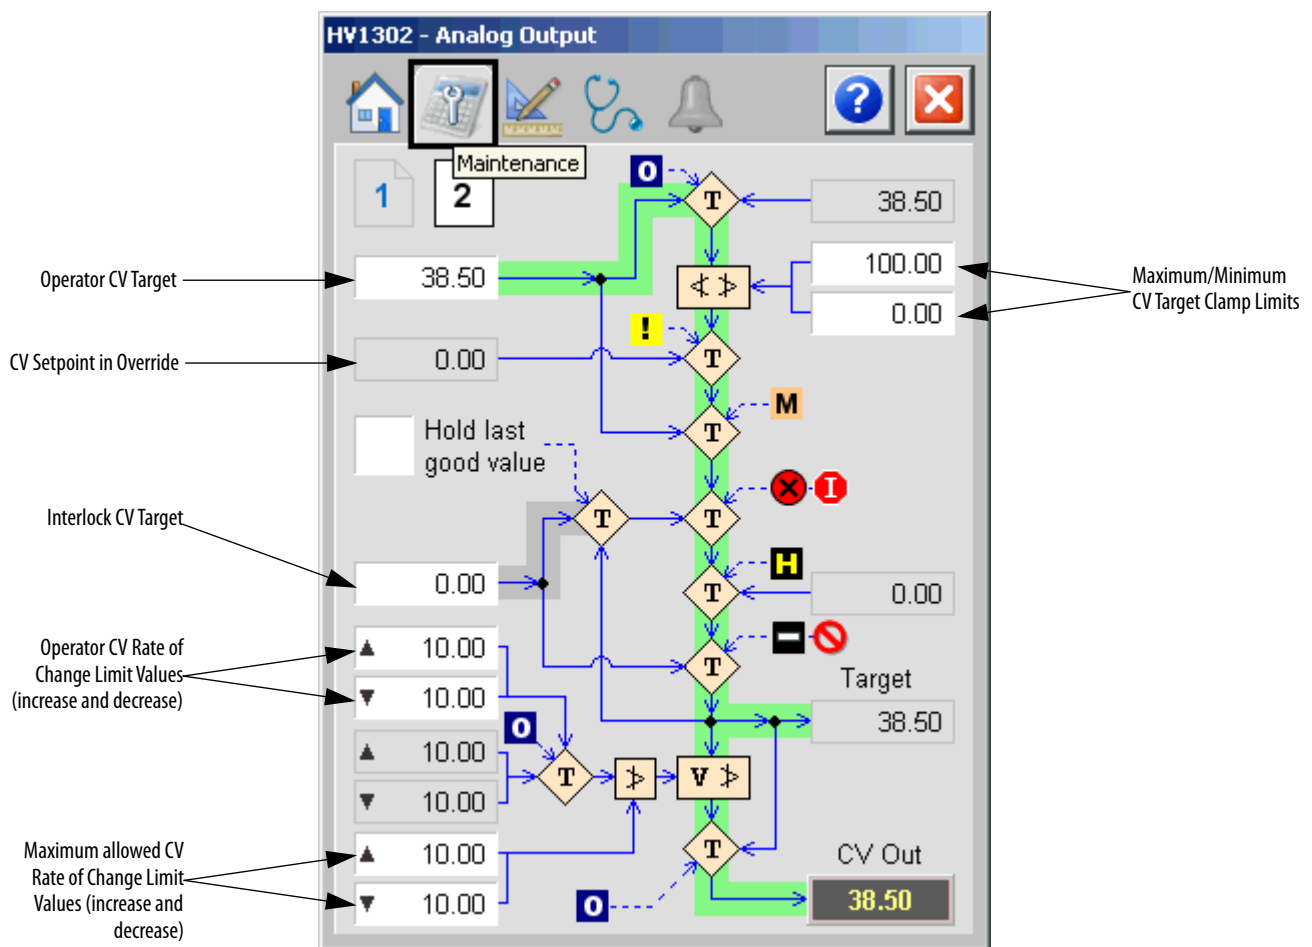 HV1302 - Analog Output
?
Maintenance
1
2
O
T
38.50
Operator CV Target
38.50
100.00
0.00
Maximum/Minimum
CV Target Clamp Limits
!
CV Setpoint in Override
0.00
T
M
Hold last
good value
T
I
Interlock CV Target
T
T
H
0.00
T
0.00
Operator CV Rate of
Change Limit Values
(increase and decrease)
10.00
10.00
T
Target
38.50
O
10.00
10.00
T
V
Maximum allowed CV
Rate of Change Limit
Values (increase and
decrease)
10.00
10.00
T
O
CV Out
38.50